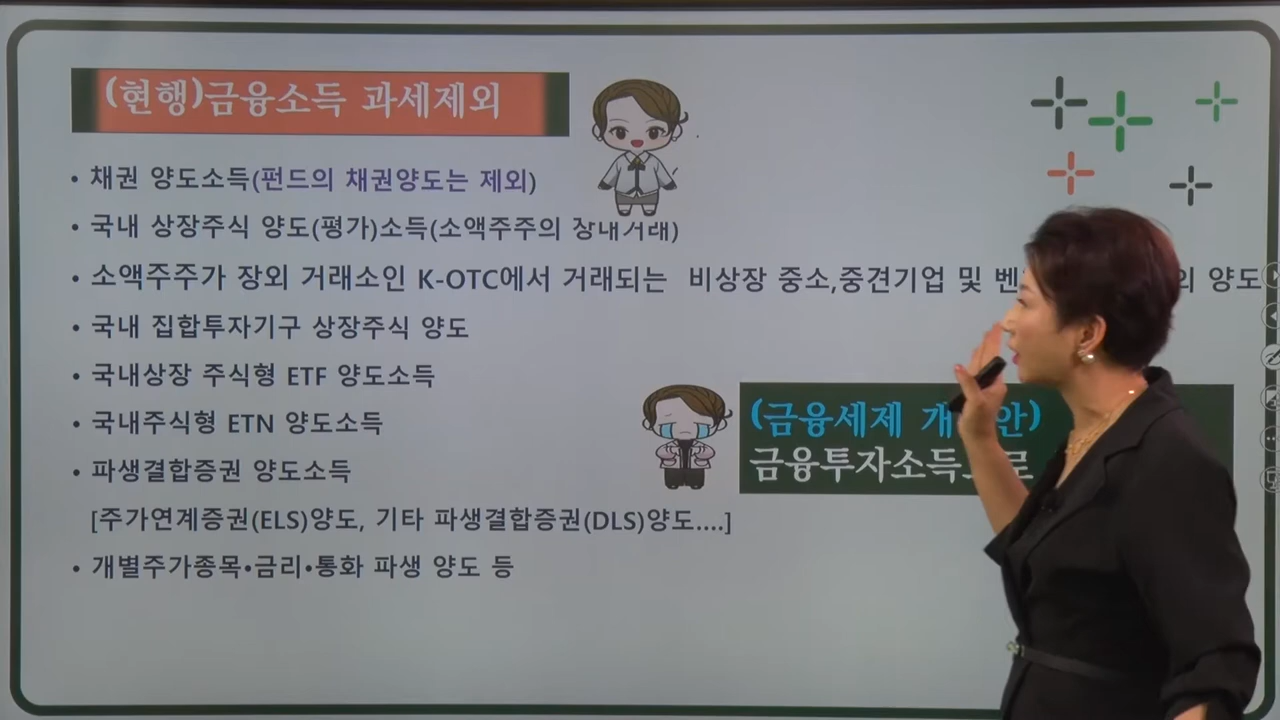 (현행)금융소득 과세제외
• 채권 양도소득(펀드의 채권양도는 제외)
• 국내 상장주식 양도(평가)소득(소액주주의 장내거래)
• 소액주주가 장외 거래소인 K-OTC에서 거래되는 비상장 중소,중견기업 및 의 양도
• 국내 집합투자기구 상장주식 양도
• 국내상장 주식형 ETF 양도소득
• 국내주식형 ETN 양도소득
• 파생결합증권 양도소득
[주가연계증권(ELS)양도, 기타 파생결합증권(DLS)양도....]
• 개별주가종목•금리•통화 파생 양도 등
(금융세제 안)
금융투자소득으로